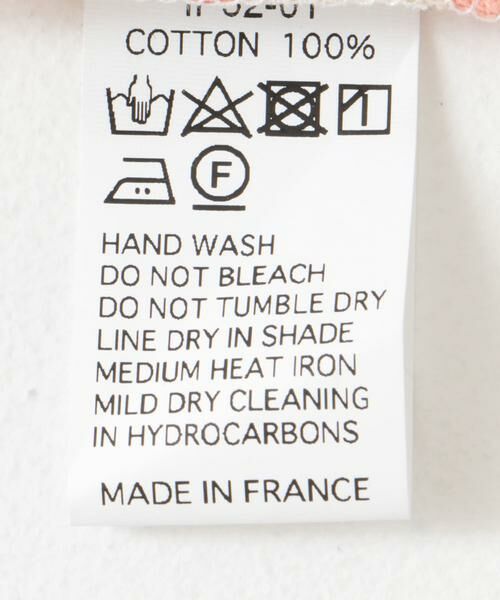 COTTON 100%
F
HAND WASH
DO NOT BLEACH
DO NOT TUMBLE DRY
LINE DRY IN SHADE
MEDIUM HEAT IRON
MILD DRY CLEANING
IN HYDROCARBONS
MADE IN FRANCE